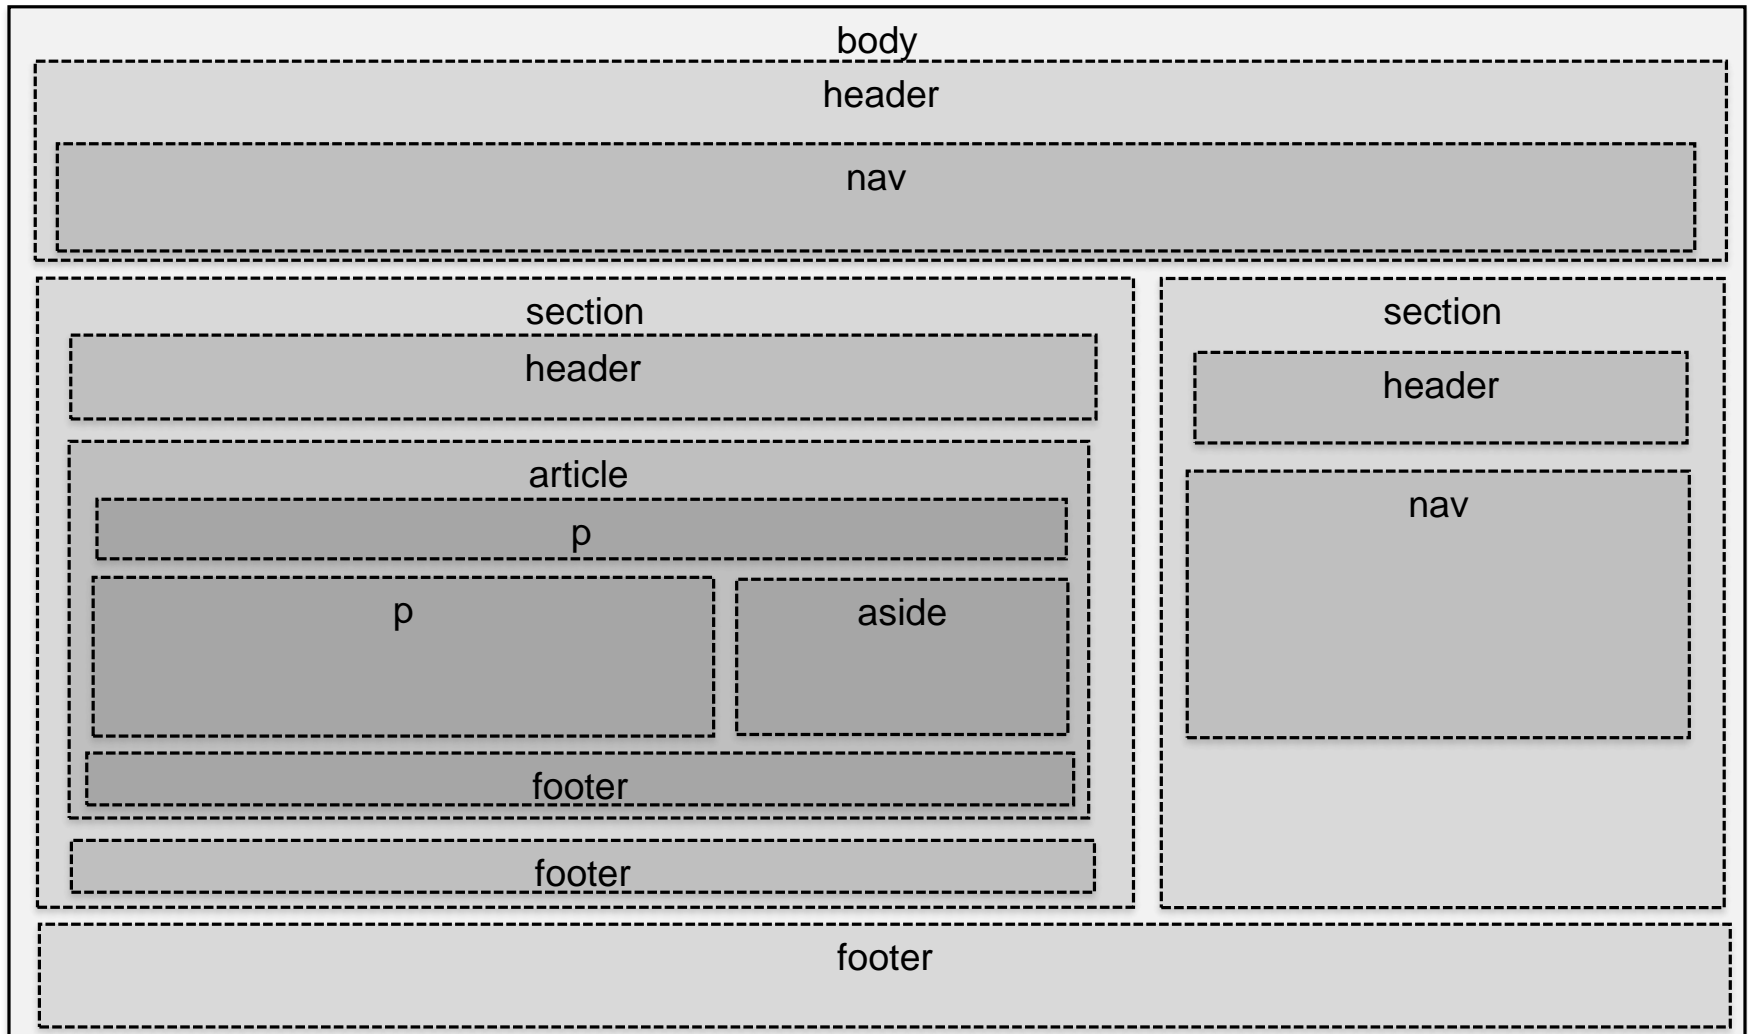 body
header
nav
section
header
article
p
p
aside
footer
footer
section
header
nav
footer